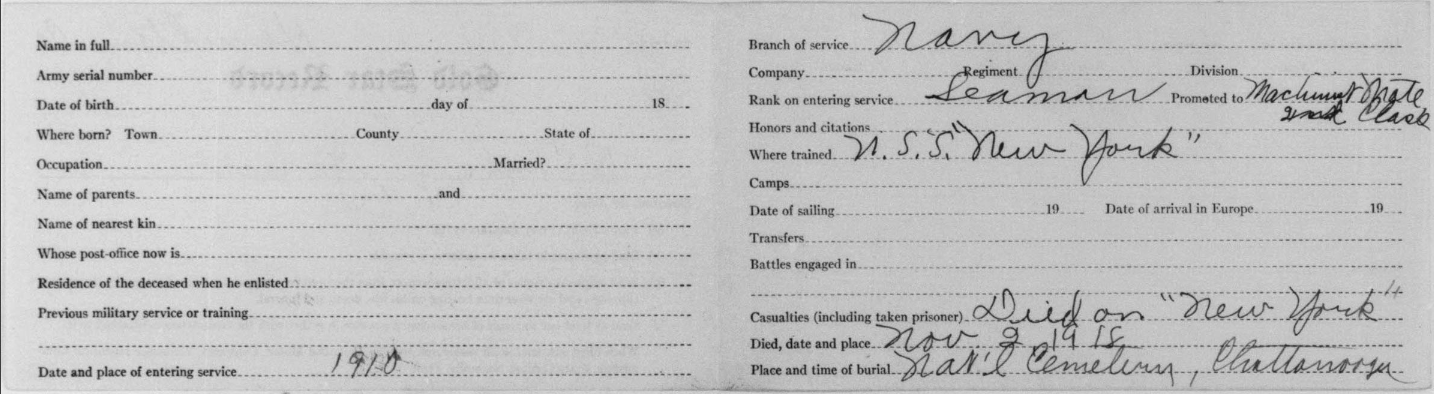 Name in full
Army serial number
Date of birth day of 18
Where born? Town County State of
Occupation Married?
Name of parents and
Name of nearest kin
Whose post-office now is
Residence of the deceased when he enlisted
Previous military service or training
Date and place of entering service 1910
Branch of service Navy
Company Regiment Division
Rank on entering service Seaman Promoted to Machinist Mate
2nd Class
Honors and citations
Where trained U.S.S. "New York"
Camps
Date of sailing 19 Date of arrival in Europe 19
Transfers
Battles engaged in
Casualties (including taken prisoner) Died on "New York"
Died, date and place Nov. 2 1918
Place and time of burial Nat'l Cemetery, Chattanooga
Gold Star Record